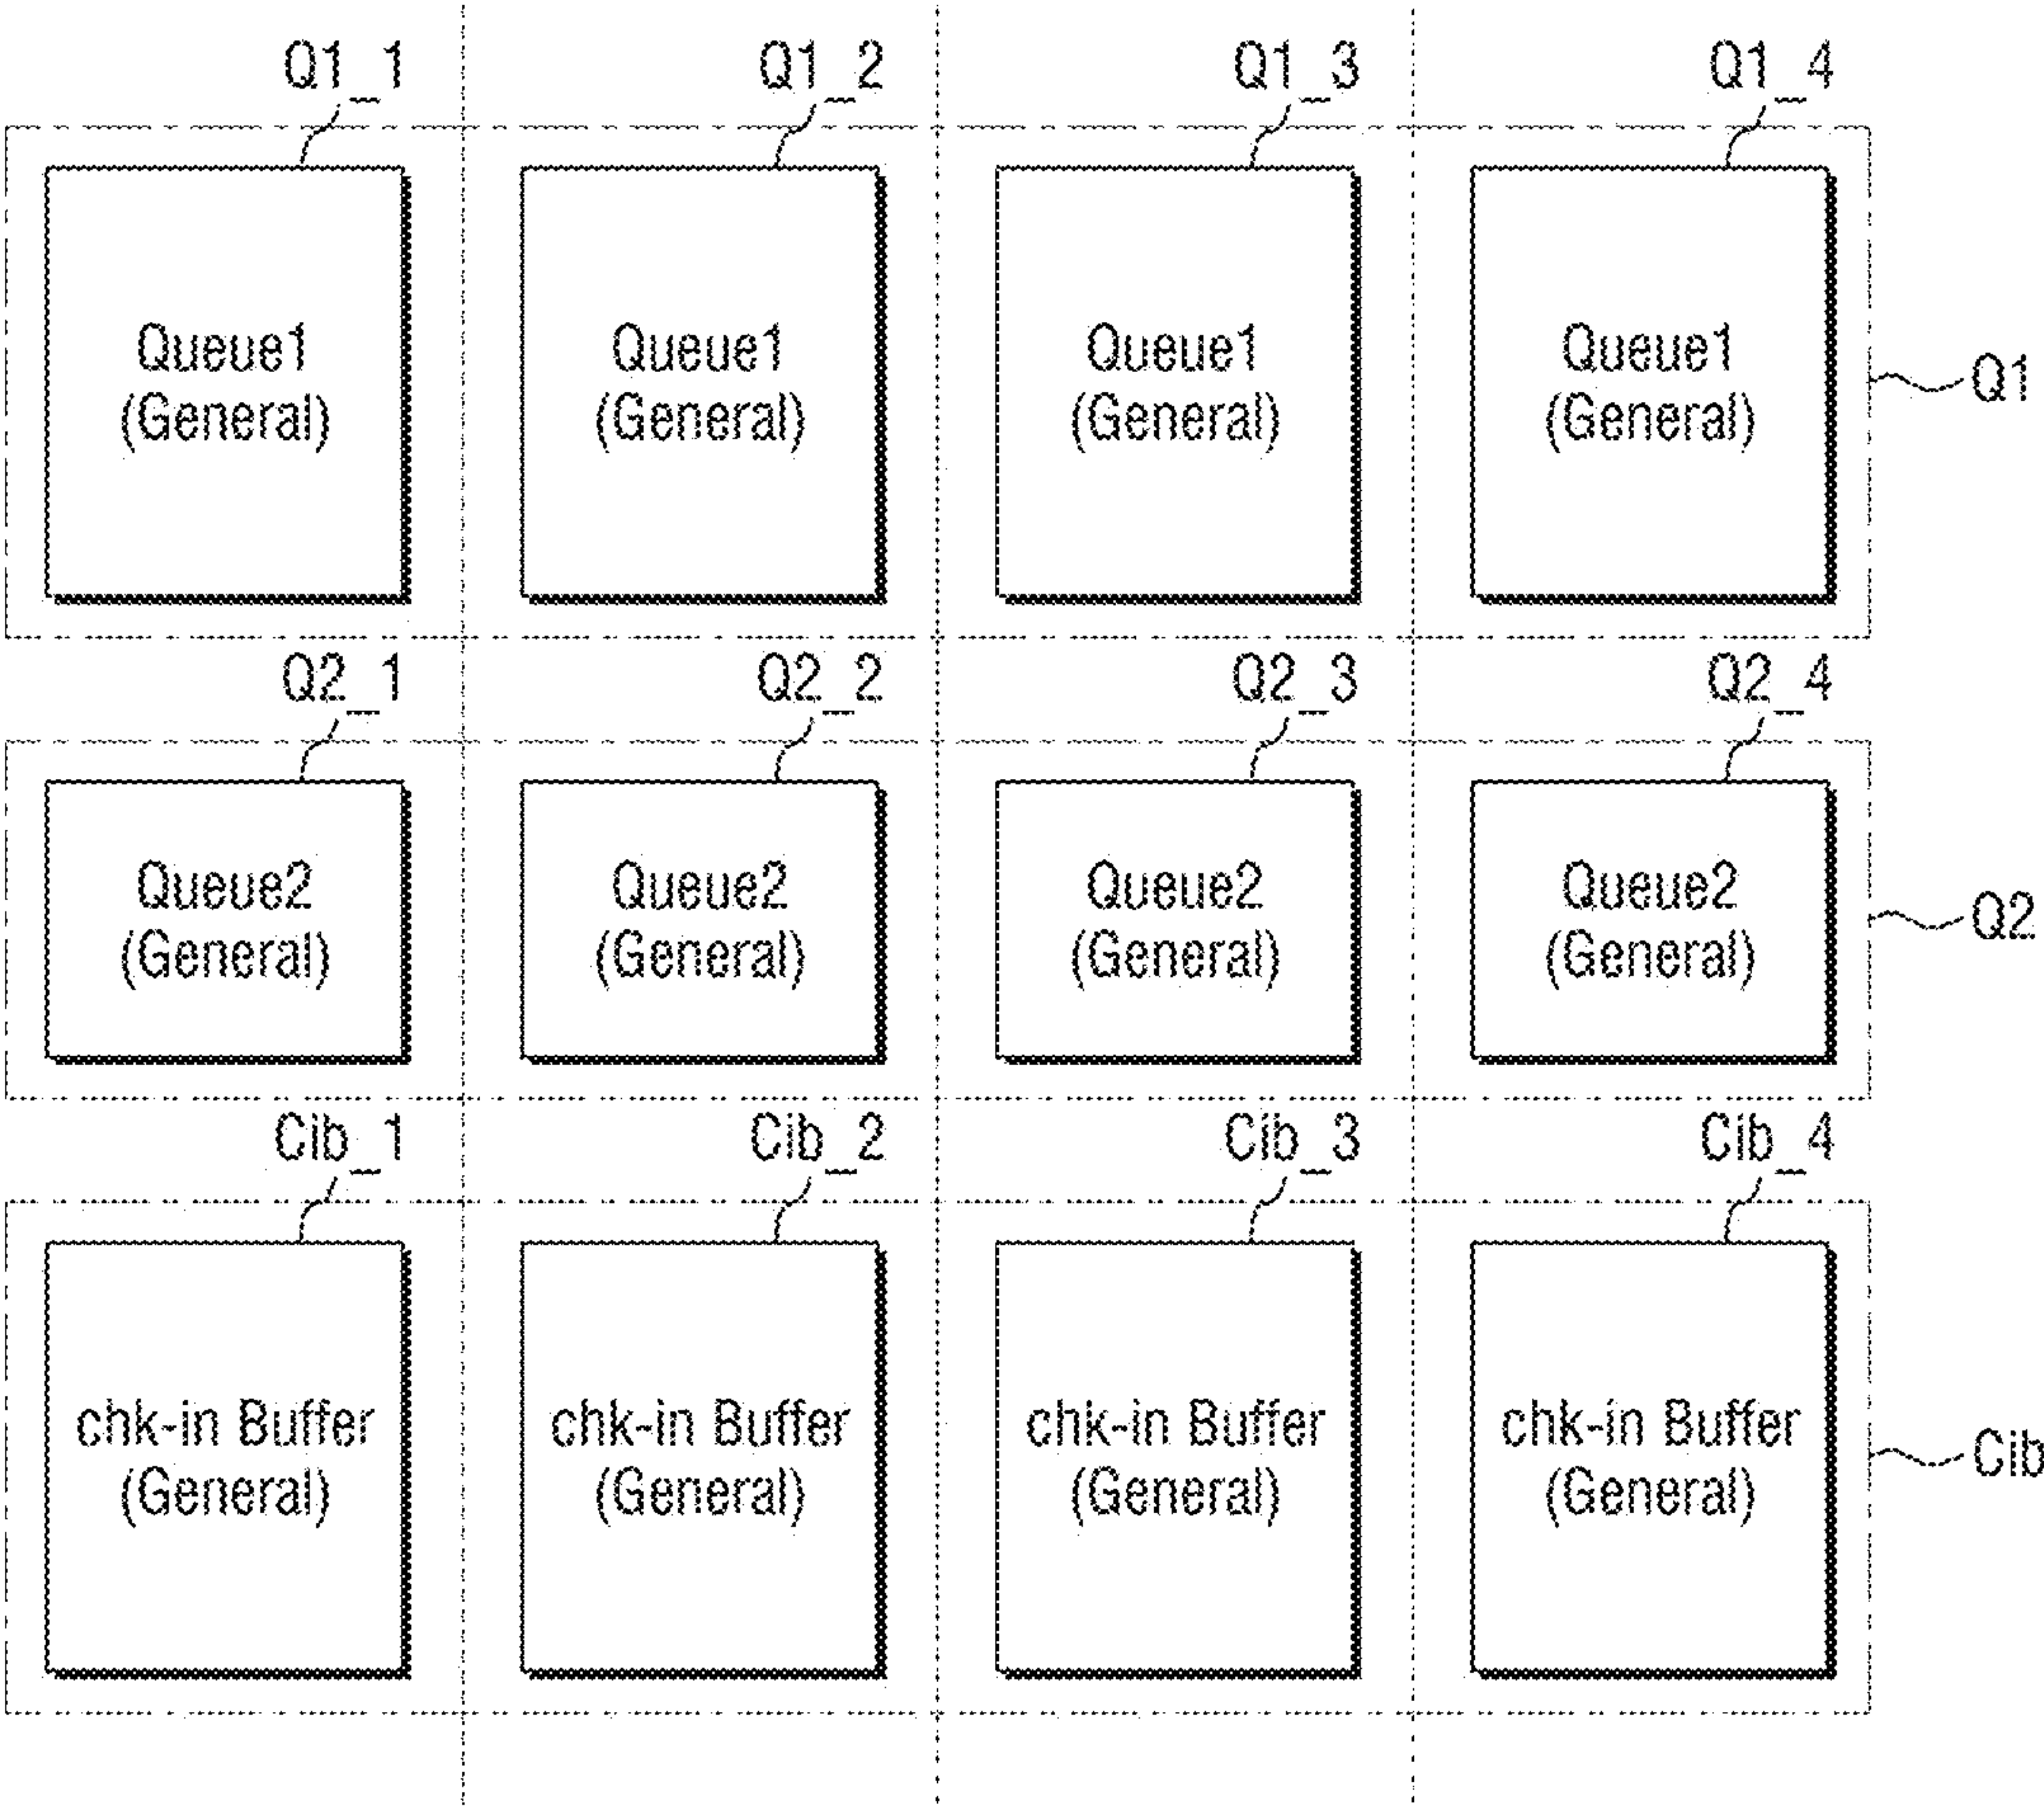 Q1_1 Q1_2 Q1_3 Q1_4
Queue1 Queue1 Queue1 Queue1
(General) (General) (General) (General)
Q1
Q2_1 Q2_2 Q2_3 Q2_4
Queue2 Queue2 Queue2 Queue2
(General) (General) (General) (General)
Q2
Cib_1 Cib_2 Cib_3 Cib_4
chk-in Buffer chk-in Buffer chk-in Buffer chk-in Buffer
(General) (General) (General) (General)
Cib